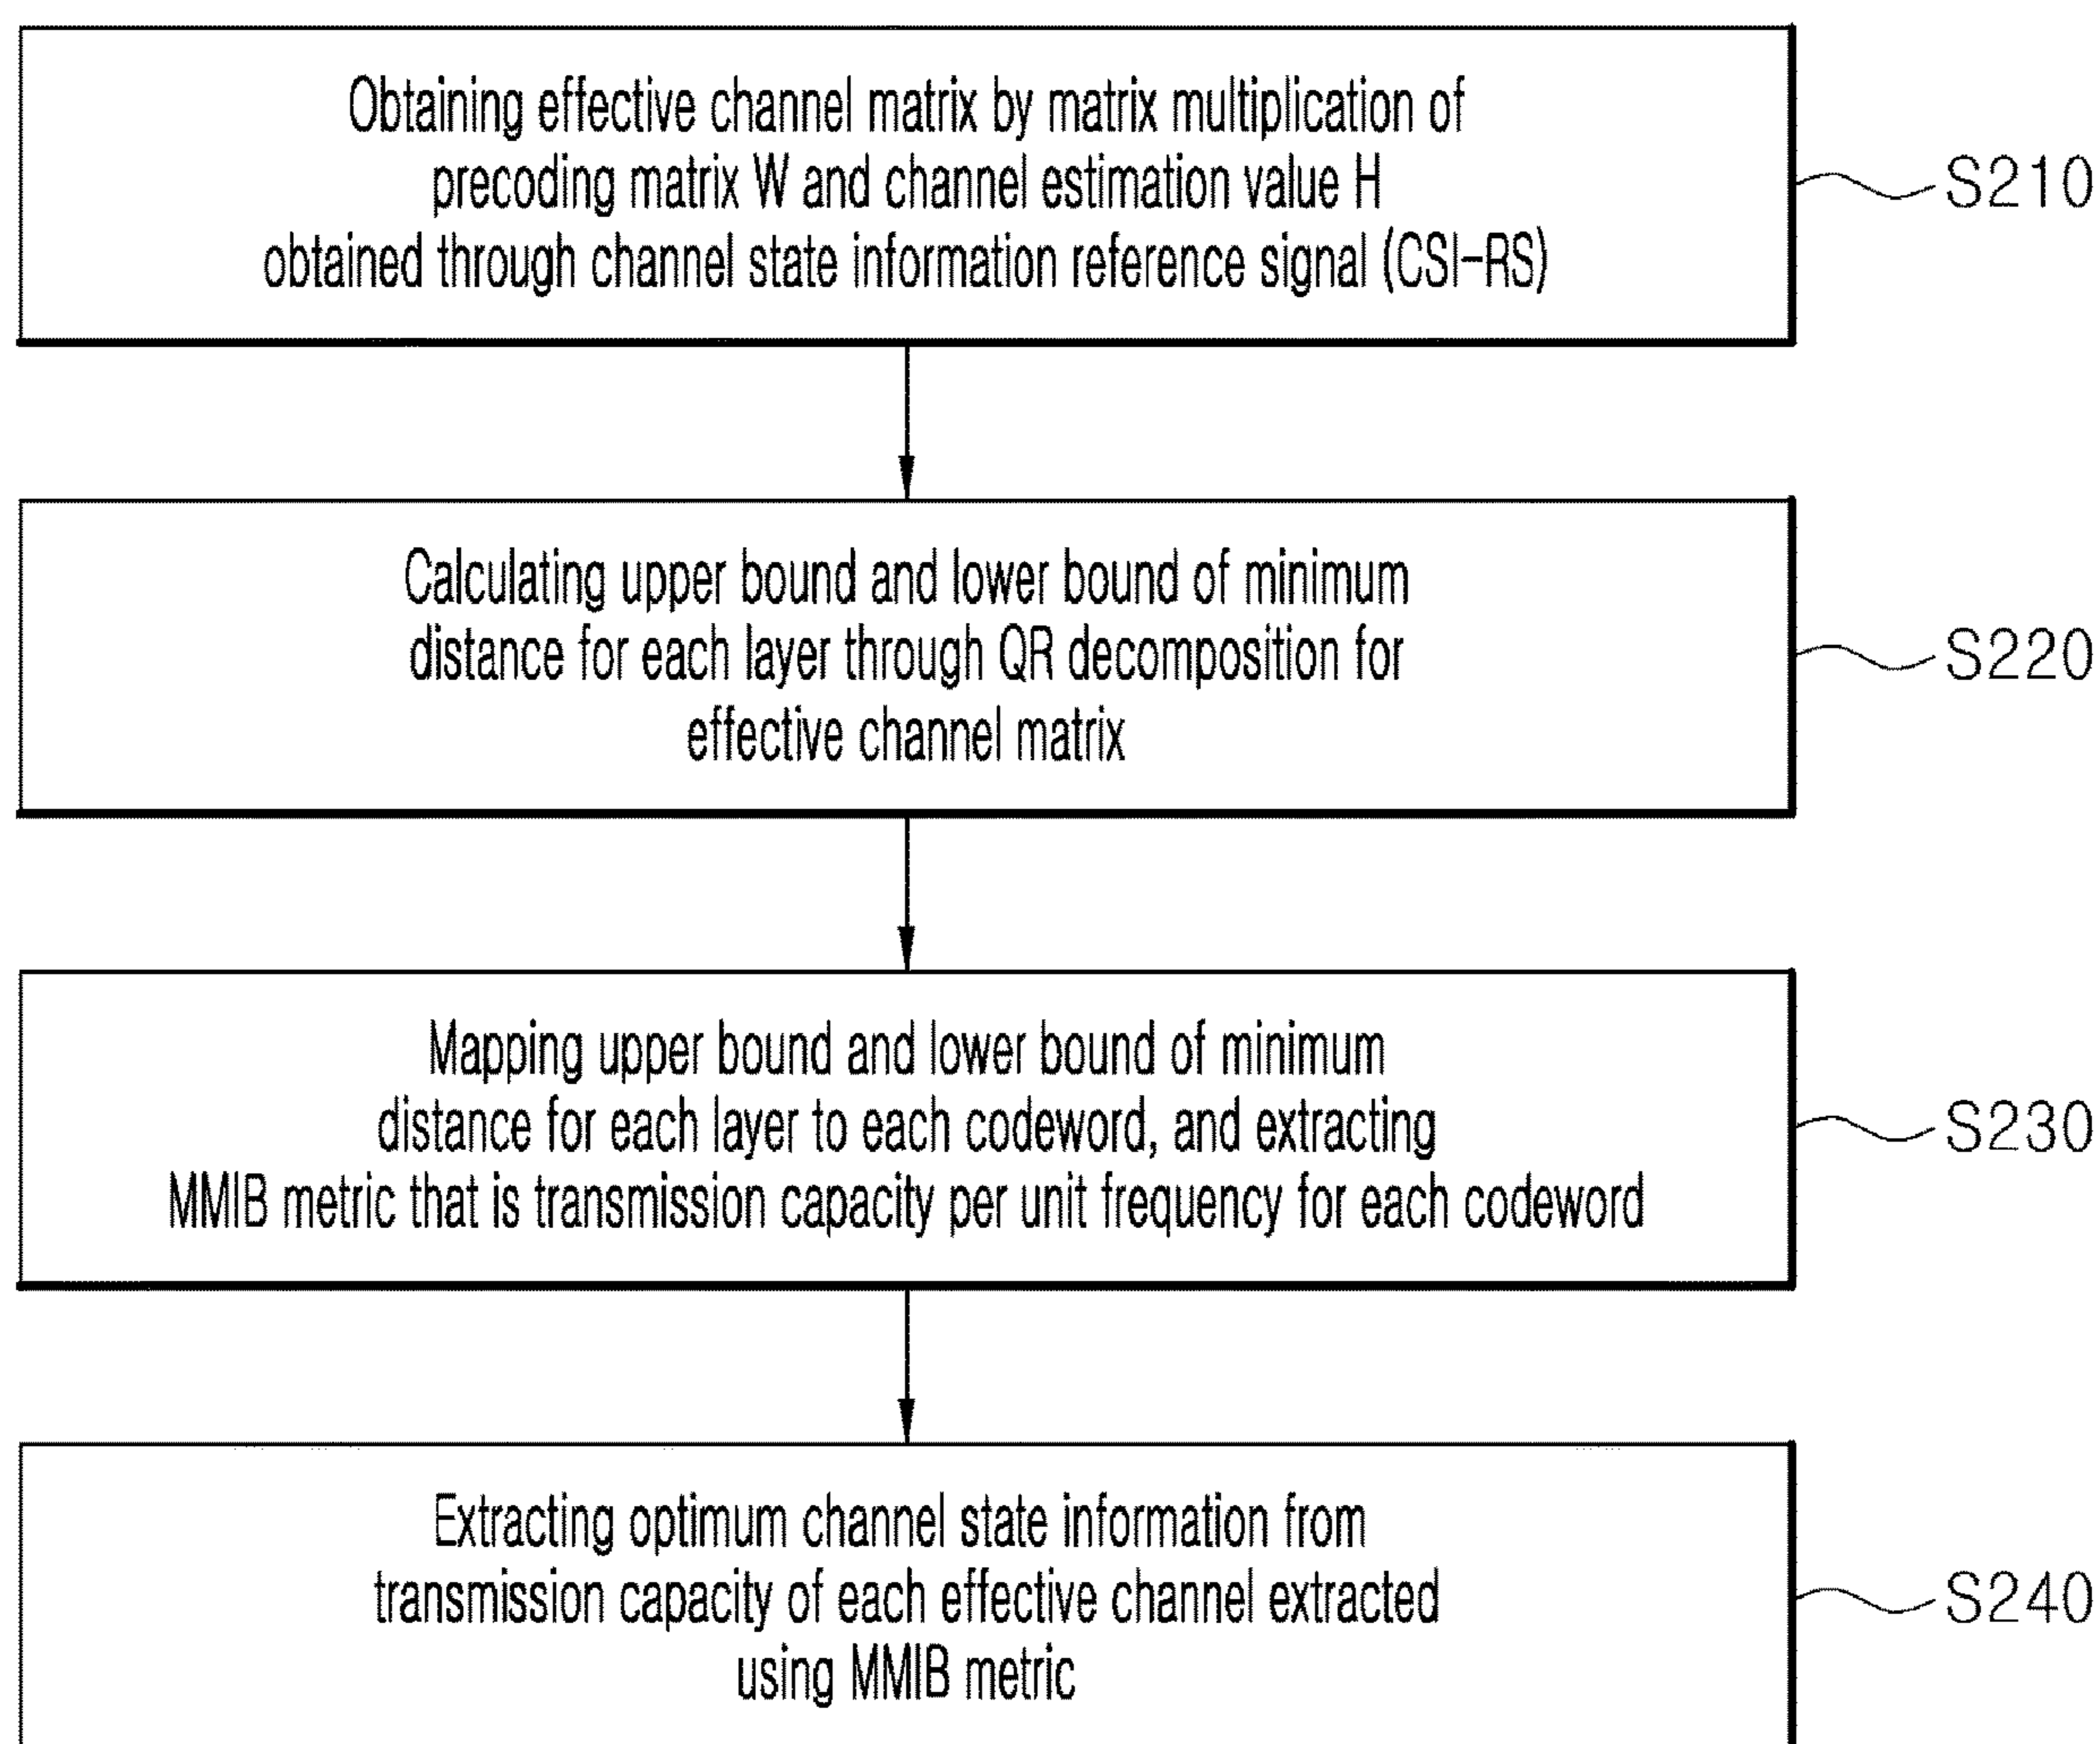 Obtaining effective channel matrix by matrix multiplication of
precoding matrix W and channel estimation value H
obtained through channel state information reference signal (CSI-RS)
S210
Calculating upper bound and lower bound of minimum
distance for each layer through QR decomposition for
effective channel matrix
S220
Mapping upper bound and lower bound of minimum
distance for each layer to each codeword, and extracting
MMIB metric that is transmission capacity per unit frequency for each codeword
S230
Extracting optimum channel state information from
transmission capacity of each effective channel extracted
using MMIB metric
S240